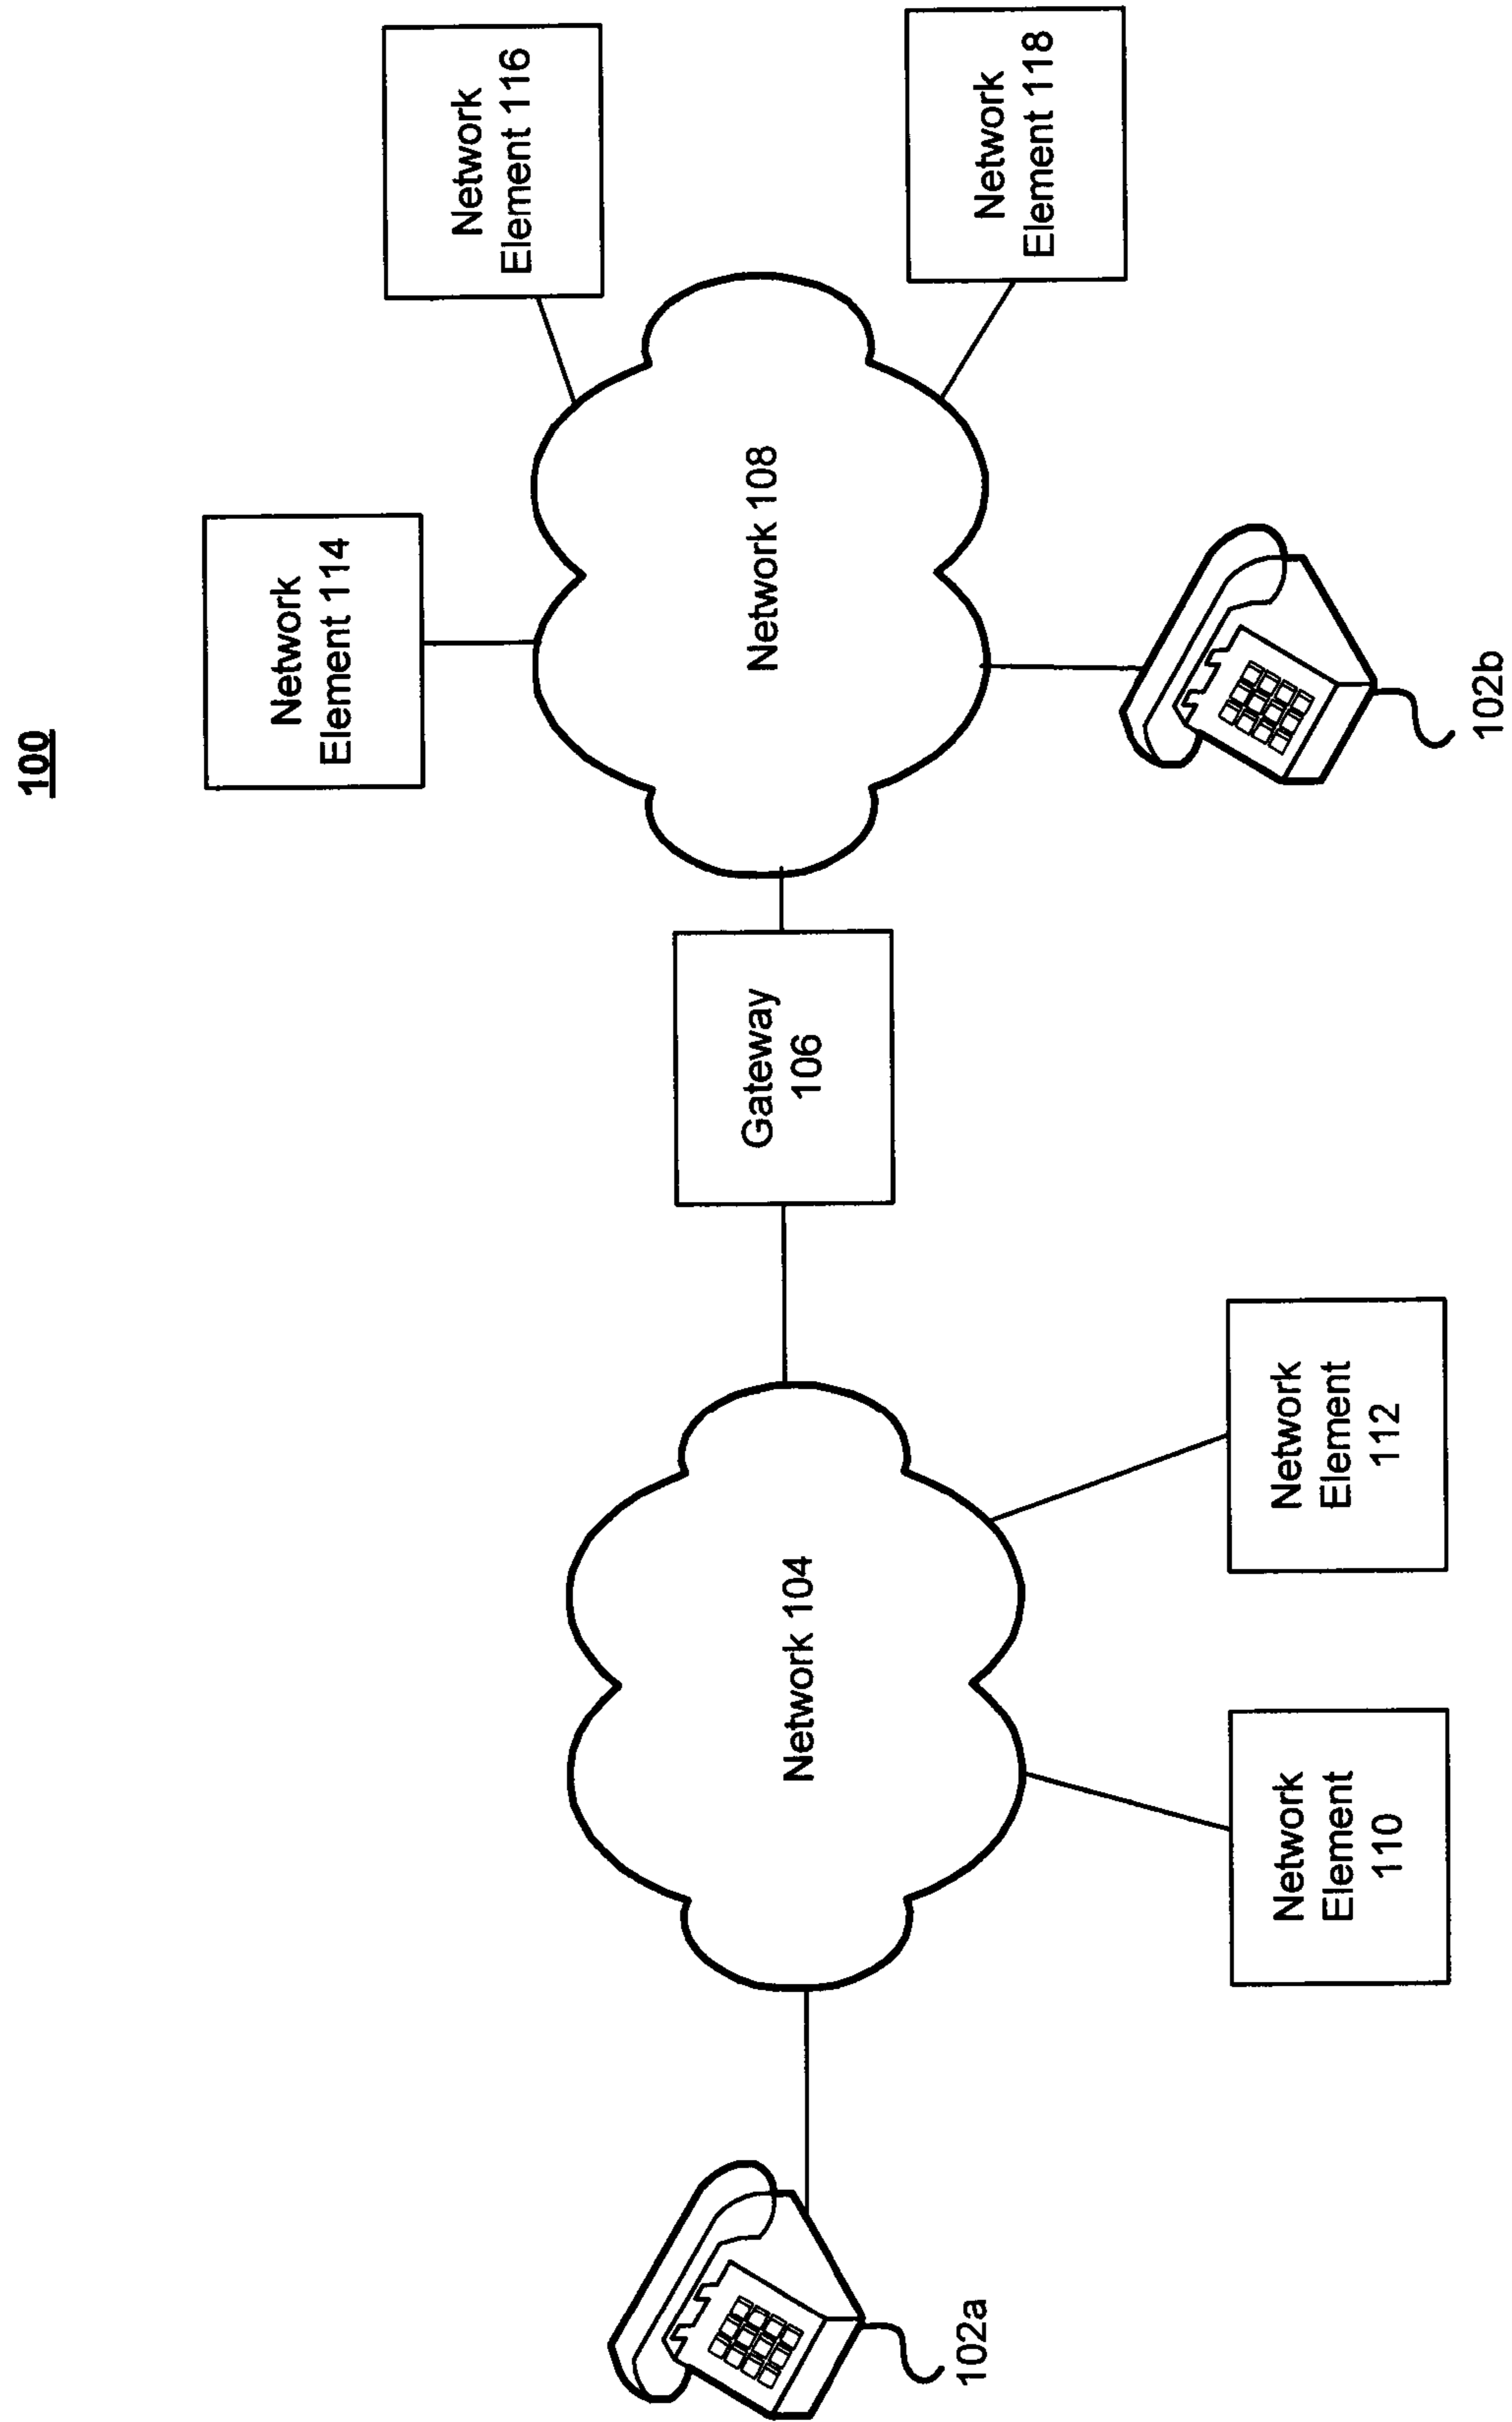 100
Network
Element 114
Network
Element 116
Network 108
Network
Element 118
Gateway
106
102b
Network 104
Network
Element
112
Network
Element
110
102a